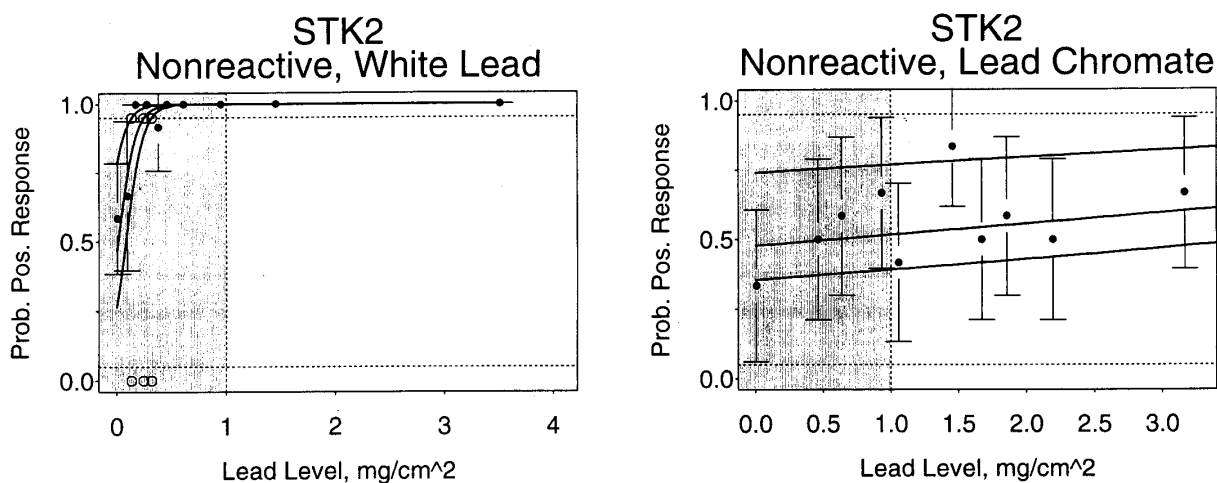 STK2
Nonreactive, White Lead
Prob. Pos. Response
1.0
0.5
0.0
0 1 2 3 4
Lead Level, mg/cm^2
STK2
Nonreactive, Lead Chromate
Prob. Pos. Response
1.0
0.5
0.0
0.0 0.5 1.0 1.5 2.0 2.5 3.0
Lead Level, mg/cm^2